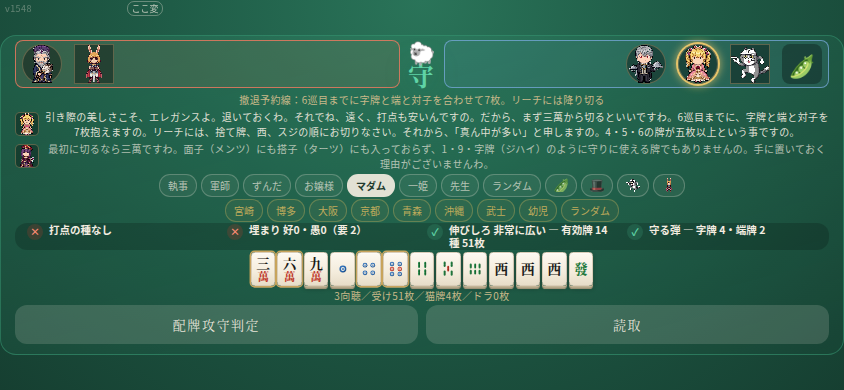 v1548
ここ変
守
撤退予約線：6巡目までに字牌と端と対子を合わせて7枚。リーチには降り切る
引き際の美しさこそ、エレガンスよ。退いておくわ。それでね、遠く、打点も安いんですの。だから、まず三萬から切るといいですわ。6巡目までに、字牌と端と対子を
7枚抱えますの。リーチには、捨て牌、西、スジの順にお切りなさい。それから、「真ん中が多い」と申しますの。4・5・6の牌が五枚以上という事ですの。
最初に切るなら三萬ですわ。面子（メンツ）にも搭子（ターツ）にも入っておらず、1・9・字牌（ジハイ）のように守りに使える牌でもありませんの。手に置いておく
理由がございませんわ。
執事 軍師 ずんだ お嬢様 マダム 一姫 先生 ランダム
宮崎 博多 大阪 京都 青森 沖縄 武士 幼児 ランダム
× 打点の種なし × 埋まり 好0・愚0（要 2） ✓ 伸びしろ 非常に広い — 有効牌 14
種 51枚 ✓ 守る弾 — 字牌 4・端牌 2
三萬 六萬 九萬 西 西 西 發
3向聴／受け51枚／猫牌4枚／ドラ0枚
配牌攻守判定 読取